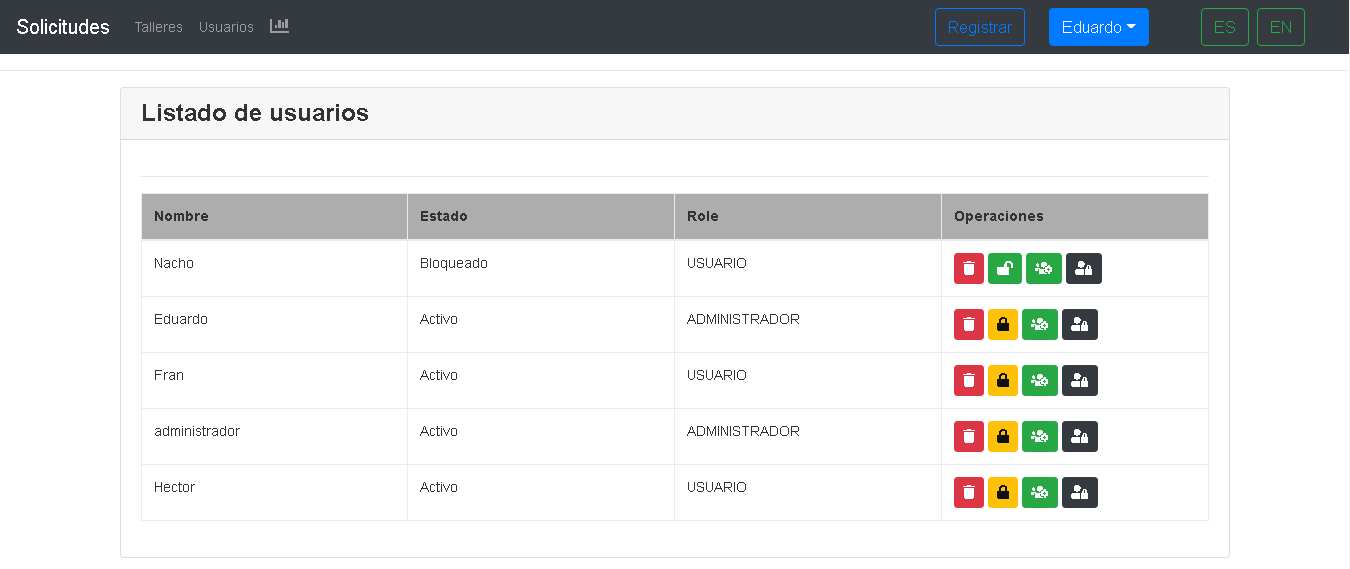 Solicitudes Talleres Usuarios Registrar Eduardo ES EN
Listado de usuarios
Nombre Estado Role Operaciones
Nacho Bloqueado USUARIO
Eduardo Activo ADMINISTRADOR
Fran Activo USUARIO
administrador Activo ADMINISTRADOR
Hector Activo USUARIO